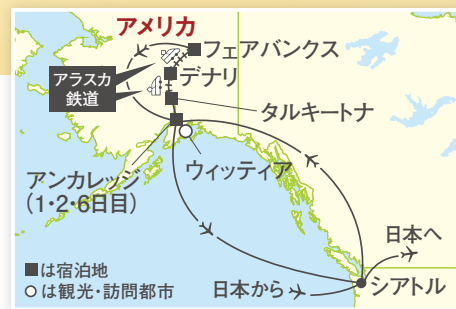 アメリカ
フェアバンクス
アラスカ
鉄道
デナリ
タルキートナ
ウィッティア
アンカレッジ
(1・2・6日目)
日本へ
■は宿泊地
○は観光・訪問都市
日本から
シアトル